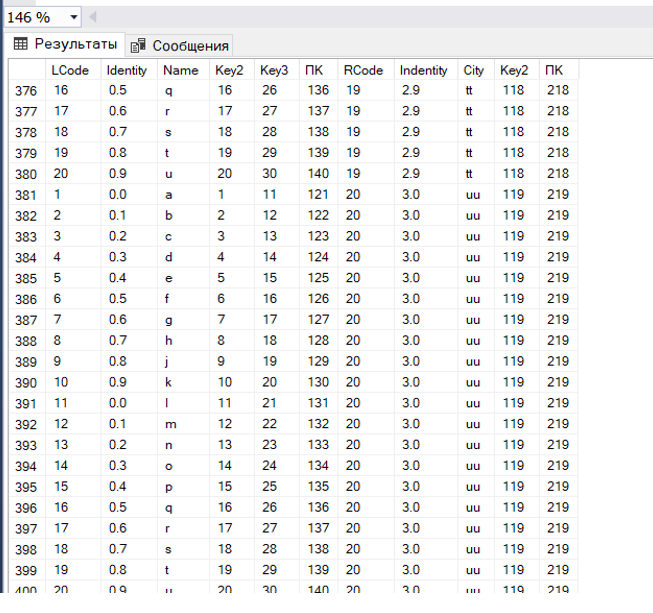 146 %
Результаты Сообщения
LCode Identity Name Key2 Key3 ПК RCode Indentity City Key2 ПК
376 16 0.5 q 16 26 136 19 2.9 tt 118 218
377 17 0.6 r 17 27 137 19 2.9 tt 118 218
378 18 0.7 s 18 28 138 19 2.9 tt 118 218
379 19 0.8 t 19 29 139 19 2.9 tt 118 218
380 20 0.9 u 20 30 140 19 2.9 tt 118 218
381 1 0.0 a 1 11 121 20 3.0 uu 119 219
382 2 0.1 b 2 12 122 20 3.0 uu 119 219
383 3 0.2 c 3 13 123 20 3.0 uu 119 219
384 4 0.3 d 4 14 124 20 3.0 uu 119 219
385 5 0.4 e 5 15 125 20 3.0 uu 119 219
386 6 0.5 f 6 16 126 20 3.0 uu 119 219
387 7 0.6 g 7 17 127 20 3.0 uu 119 219
388 8 0.7 h 8 18 128 20 3.0 uu 119 219
389 9 0.8 j 9 19 129 20 3.0 uu 119 219
390 10 0.9 k 10 20 130 20 3.0 uu 119 219
391 11 0.0 l 11 21 131 20 3.0 uu 119 219
392 12 0.1 m 12 22 132 20 3.0 uu 119 219
393 13 0.2 n 13 23 133 20 3.0 uu 119 219
394 14 0.3 o 14 24 134 20 3.0 uu 119 219
395 15 0.4 p 15 25 135 20 3.0 uu 119 219
396 16 0.5 q 16 26 136 20 3.0 uu 119 219
397 17 0.6 r 17 27 137 20 3.0 uu 119 219
398 18 0.7 s 18 28 138 20 3.0 uu 119 219
399 19 0.8 t 19 29 139 20 3.0 uu 119 219
400 20 0.9 u 20 30 140 20 3.0 uu 119 219